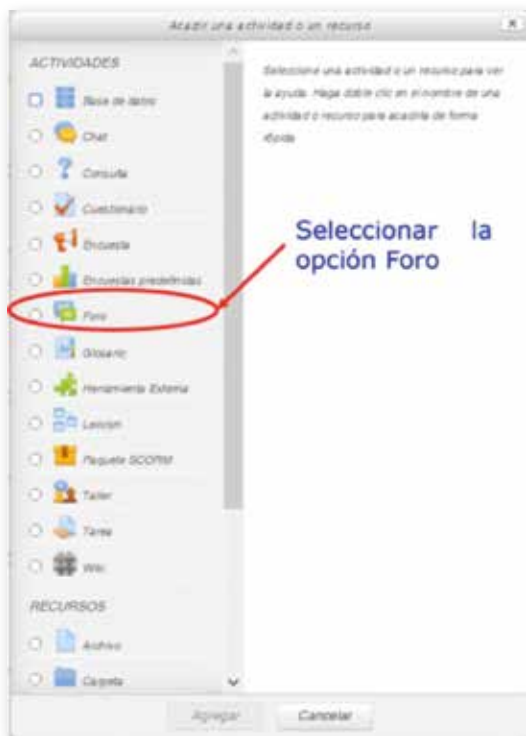 Añadir una actividad o un recurso
ACTIVIDADES
Base de datos
Chat
Consulta
Cuestionario
Encuesta
Encuestas predefinidas
Foro
Glosario
Herramienta Externa
Lección
Paquete SCORM
Taller
Tarea
Wiki
RECURSOS
Archivo
Carpeta
Seleccione una actividad o un recurso para ver
la ayuda. Haga doble clic en el nombre de una
actividad o recurso para añadirla de forma
rápida.
Seleccionar la
opción Foro
Agregar
Cancelar